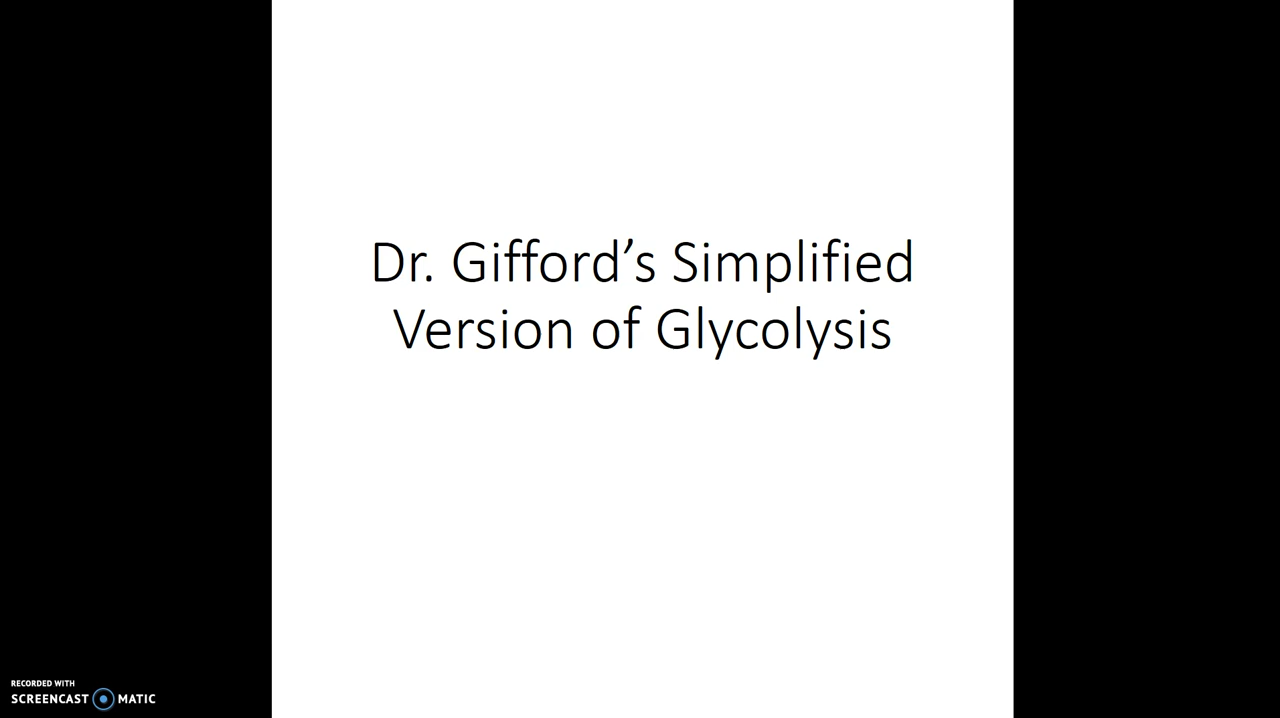 Dr. Gifford’s Simplified
Version of Glycolysis
RECORDED WITH
SCREENCAST MATIC